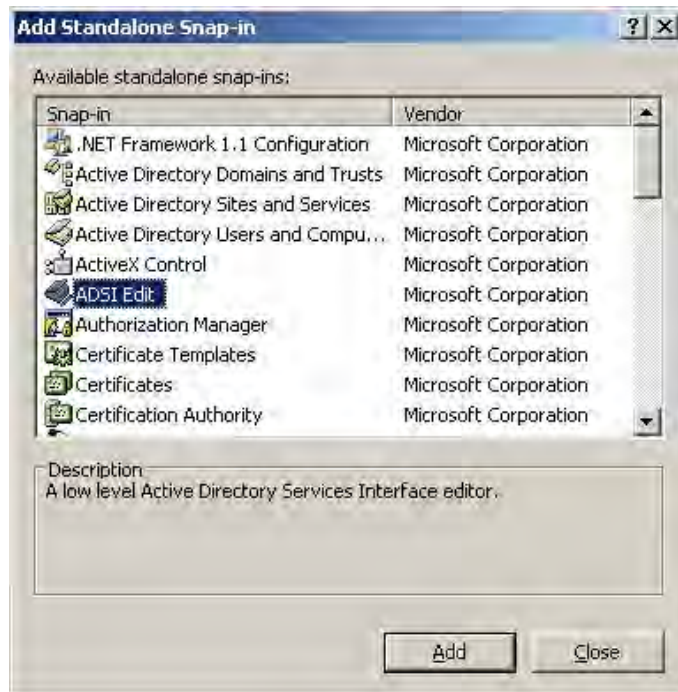 Add Standalone Snap-in
Available standalone snap-ins:
Snap-in Vendor
.NET Framework 1.1 Configuration Microsoft Corporation
Active Directory Domains and Trusts Microsoft Corporation
Active Directory Sites and Services Microsoft Corporation
Active Directory Users and Compu... Microsoft Corporation
ActiveX Control Microsoft Corporation
ADSI Edit Microsoft Corporation
Authorization Manager Microsoft Corporation
Certificate Templates Microsoft Corporation
Certificates Microsoft Corporation
Certification Authority Microsoft Corporation
Description
A low level Active Directory Services Interface editor.
Add Close